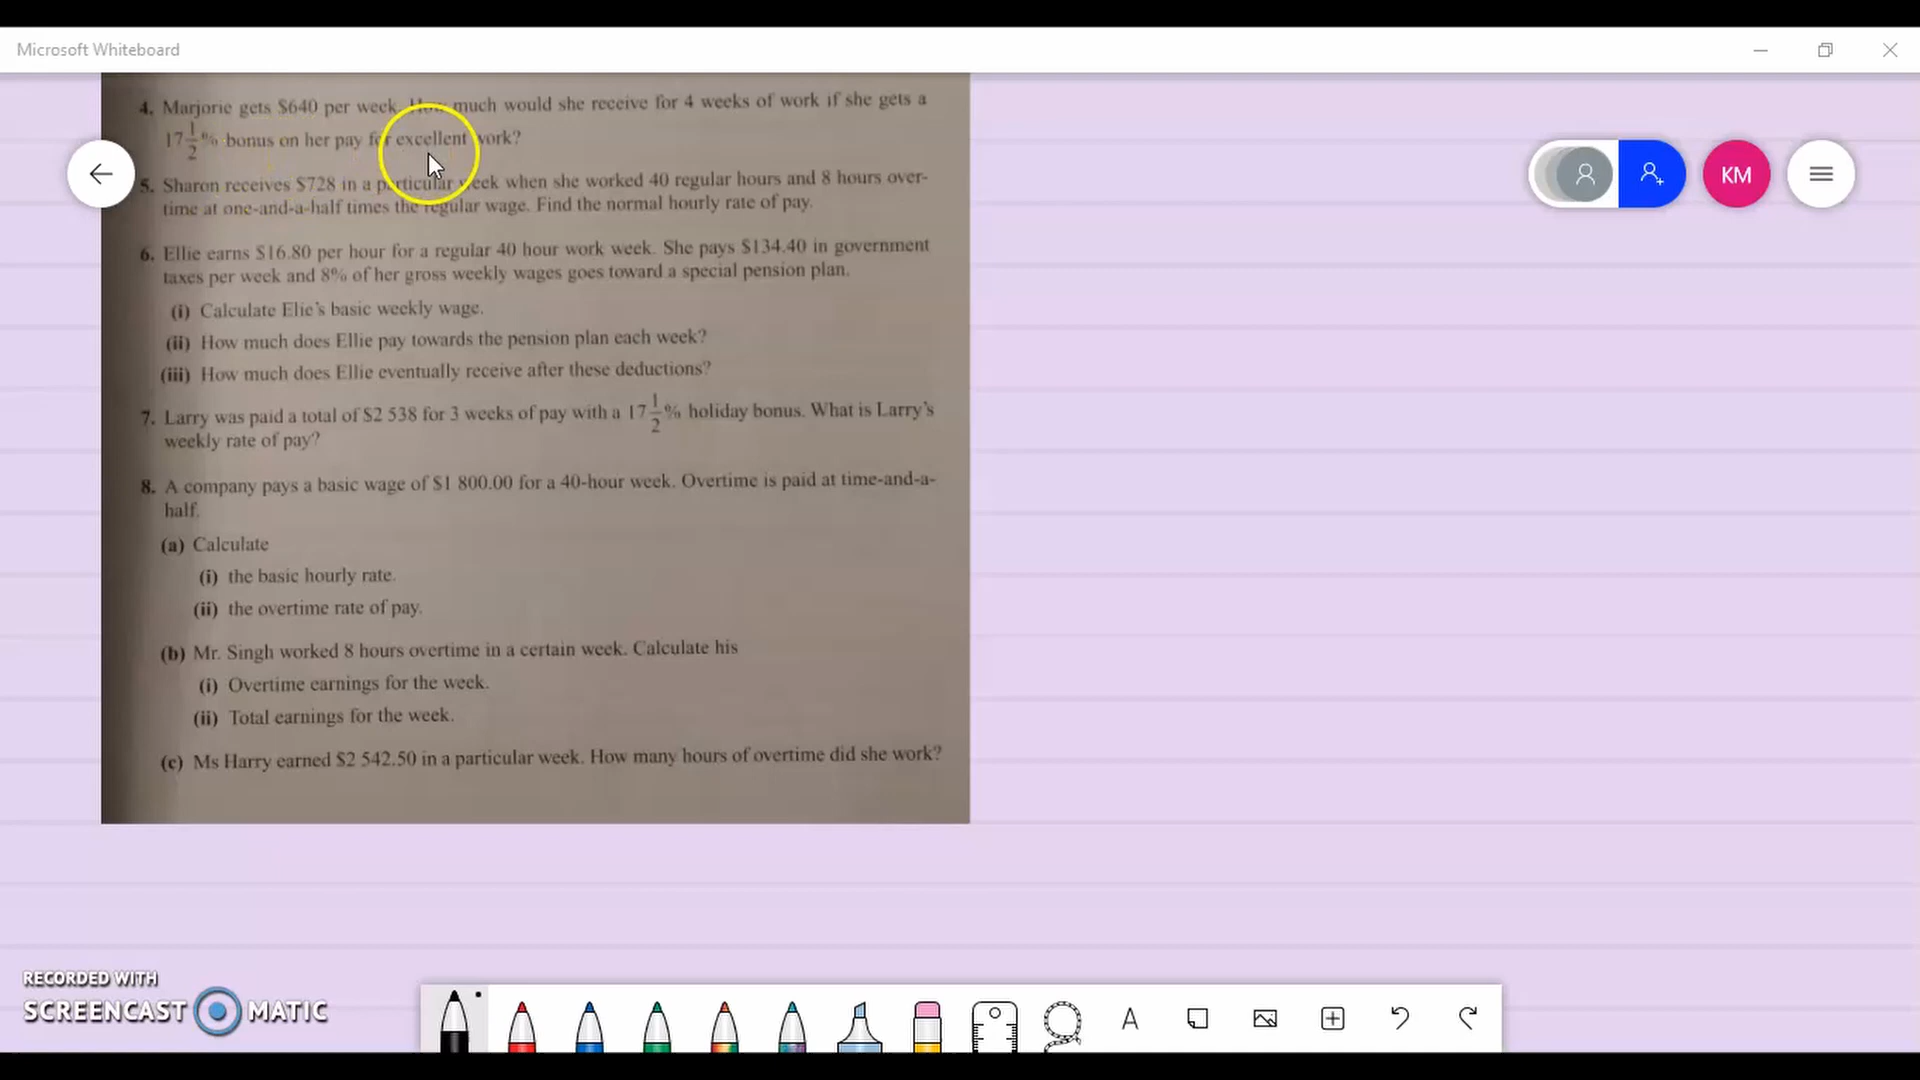 Microsoft Whiteboard
4. Marjorie gets $640 per week. How much would she receive for 4 weeks of work if she gets a
17 1/2 % bonus on her pay for excellent work?
5. Sharon receives $728 in a particular week when she worked 40 regular hours and 8 hours over-
time at one-and-a-half times the regular wage. Find the normal hourly rate of pay.
6. Ellie earns $16.80 per hour for a regular 40 hour work week. She pays $134.40 in government
taxes per week and 8% of her gross weekly wages goes toward a special pension plan.
(i) Calculate Elie's basic weekly wage.
(ii) How much does Ellie pay towards the pension plan each week?
(iii) How much does Ellie eventually receive after these deductions?
7. Larry was paid a total of $2 538 for 3 weeks of pay with a 17 1/2 % holiday bonus. What is Larry's
weekly rate of pay?
8. A company pays a basic wage of $1 800.00 for a 40-hour week. Overtime is paid at time-and-a-
half.
(a) Calculate
(i) the basic hourly rate.
(ii) the overtime rate of pay.
(b) Mr. Singh worked 8 hours overtime in a certain week. Calculate his
(i) Overtime earnings for the week.
(ii) Total earnings for the week.
(c) Ms Harry earned $2 542.50 in a particular week. How many hours of overtime did she work?
KM
RECORDED WITH
SCREENCAST MATIC
A